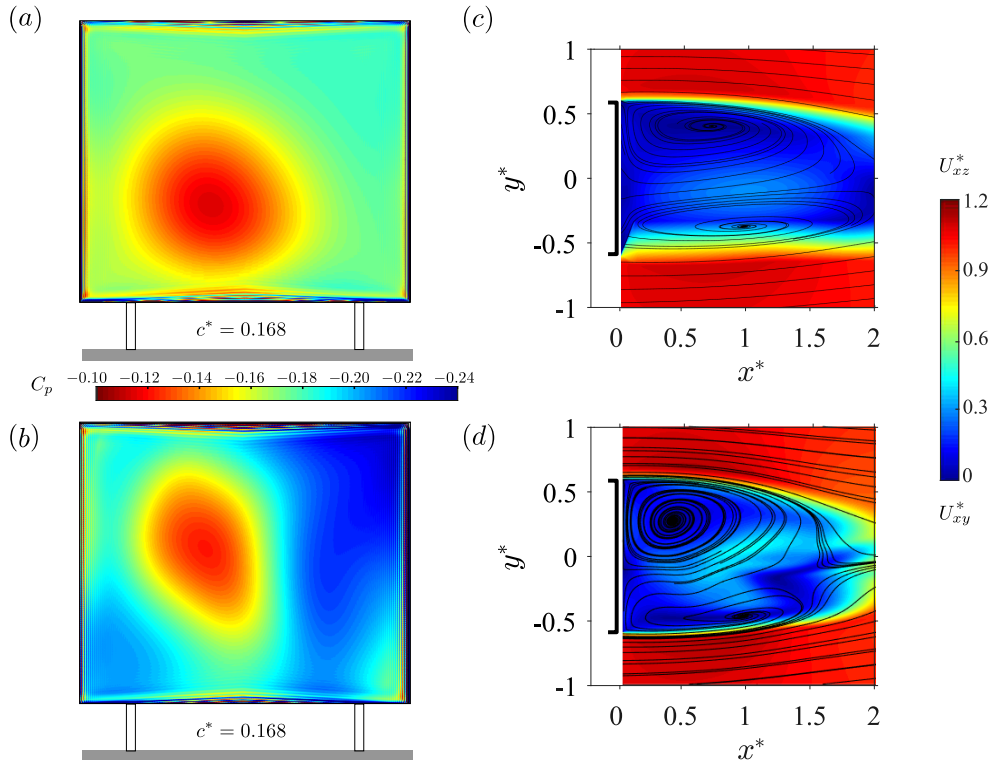 (a)
c* = 0.168
C_p −0.10 −0.12 −0.14 −0.16 −0.18 −0.20 −0.22 −0.24
(b)
c* = 0.168
(c)
y*
1
0.5
0
-0.5
-1
0 0.5 1 1.5 2
x*
(d)
y*
1
0.5
0
-0.5
-1
0 0.5 1 1.5 2
x*
U*_{xz}
1.2
0.9
0.6
0.3
0
U*_{xy}